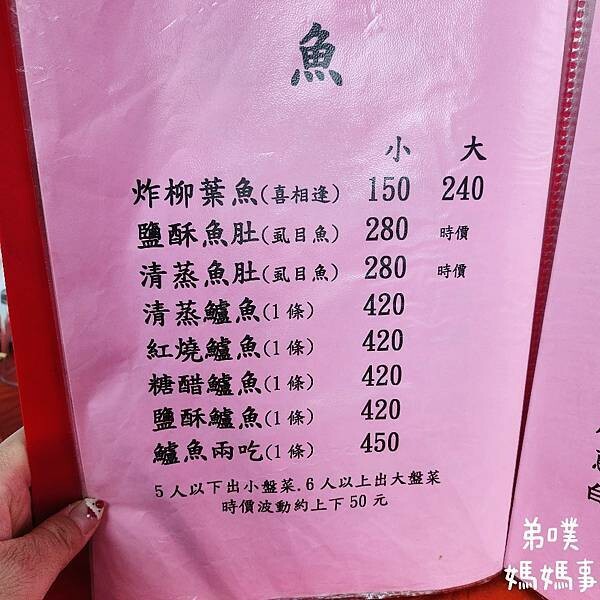 魚
小 大
炸柳葉魚(喜相逢) 150 240
鹽酥魚肚(虱目魚) 280 時價
清蒸魚肚(虱目魚) 280 時價
清蒸鱸魚(1條) 420
紅燒鱸魚(1條) 420
糖醋鱸魚(1條) 420
鹽酥鱸魚(1條) 420
鱸魚兩吃(1條) 450
5人以下出小盤菜.6人以上出大盤菜
時價波動約上下50元
弟噗
媽媽事